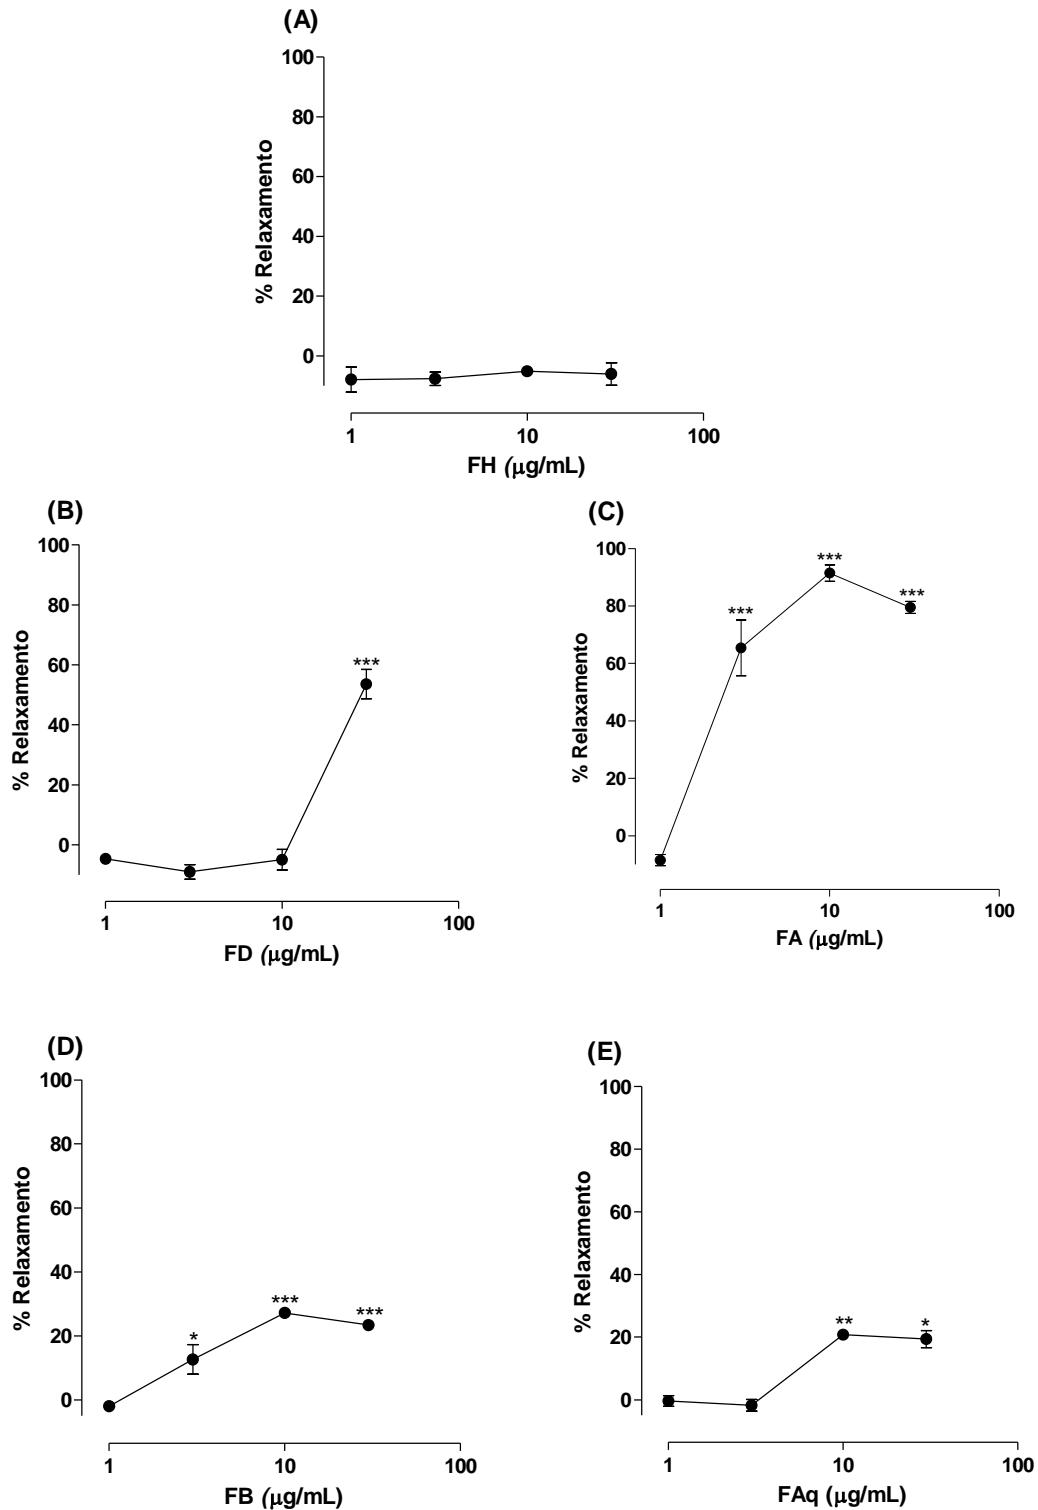 (A)
100
80
60
40
20
0
% Relaxamento
1 10 100
FH (μg/mL)
(B)
100
80
60
40
20
0
% Relaxamento
***
1 10 100
FD (μg/mL)
(C)
100
80
60
40
20
0
% Relaxamento
***
***
***
1 10 100
FA (μg/mL)
(D)
100
80
60
40
20
0
% Relaxamento
*
***
***
1 10 100
FB (μg/mL)
(E)
100
80
60
40
20
0
% Relaxamento
**
*
1 10 100
FAq (μg/mL)